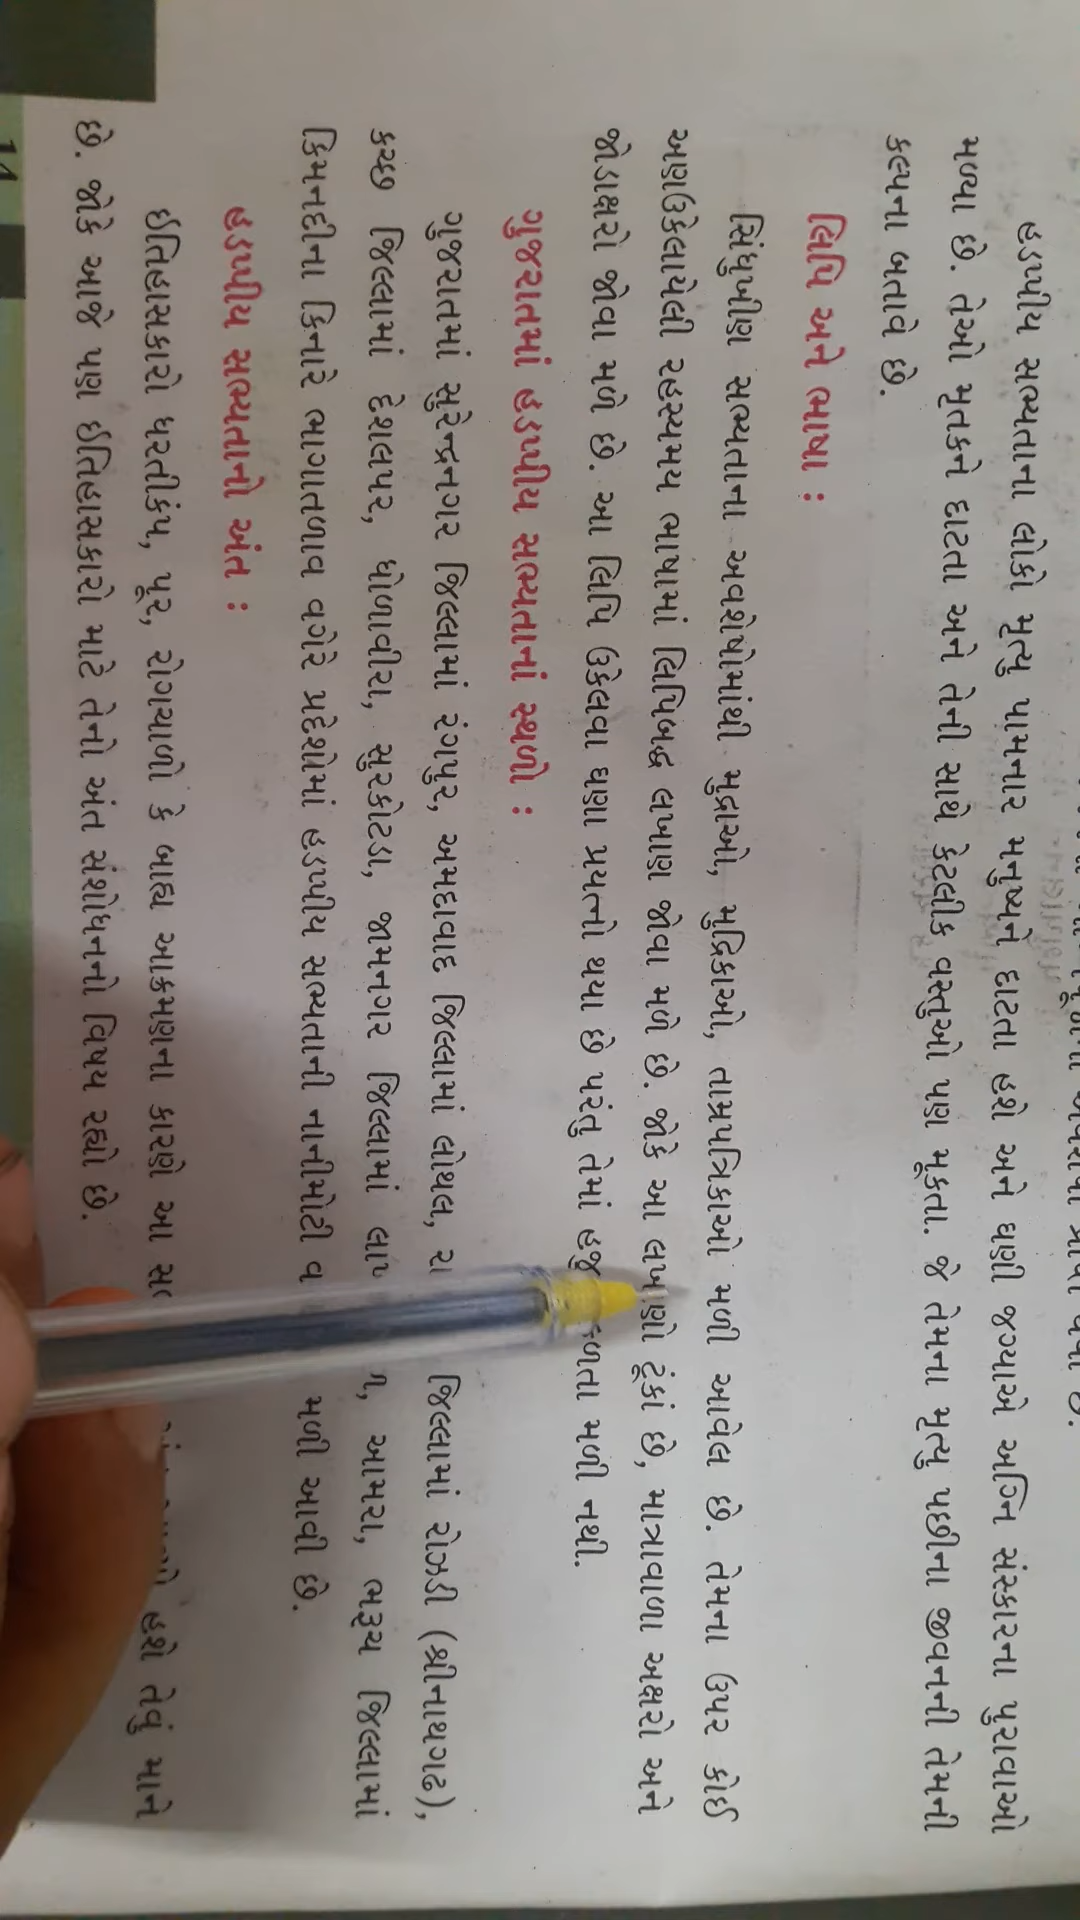 હડપ્પીય સભ્યતાના લોકો મૃત્યુ પામનાર મનુષ્યને દાટતા હશે અને ઘણી જગ્યાએ અગ્નિ સંસ્કારના પુરાવાઓ
મળ્યા છે. તેઓ મૃતકને દાટતા અને તેની સાથે કેટલીક વસ્તુઓ પણ મૂકતા. જે તેમના મૃત્યુ પછીના જીવનની તેમની
કલ્પના બતાવે છે.
લિપિ અને ભાષા :
સિંધુખીણ સભ્યતાના અવશેષોમાંથી મુદ્રાઓ, મુદ્રિકાઓ, તામ્રપત્રિકાઓ મળી આવેલ છે. તેમના ઉપર કોઈ
અણઉકેલાયેલી રહસ્યમય ભાષામાં લિપિબદ્ધ લખાણ જોવા મળે છે. જોકે આ લખાણો ટૂંકાં છે, માત્રાવાળા અક્ષરો અને
જોડાક્ષરો જોવા મળે છે. આ લિપિ ઉકેલવા ઘણા પ્રયત્નો થયા છે પરંતુ તેમાં હજુ મળી નથી.
ગુજરાતમાં હડપ્પીય સભ્યતાનાં સ્થળો :
ગુજરાતમાં સુરેન્દ્રનગર જિલ્લામાં રંગપુર, અમદાવાદ જિલ્લામાં લોથલ, જિલ્લામાં રોઝડી (શ્રીનાથગઢ),
કચ્છ જિલ્લામાં દેશલપર, ધોળાવીરા, સુરકોટડા, જામનગર જિલ્લામાં આમરા, ભરૂચ જિલ્લામાં
કિમનદીના કિનારે ભાગાતળાવ વગેરે પ્રદેશોમાં હડપ્પીય સભ્યતાની નાનીમોટી મળી આવી છે.
હડપ્પીય સભ્યતાનો અંત :
ઈતિહાસકારો ધરતીકંપ, પૂર, રોગચાળો કે બાહ્ય આક્રમણના કારણે આ હશે તેવું માને
છે. જોકે આજે પણ ઈતિહાસકારો માટે તેનો અંત સંશોધનનો વિષય રહ્યો છે.